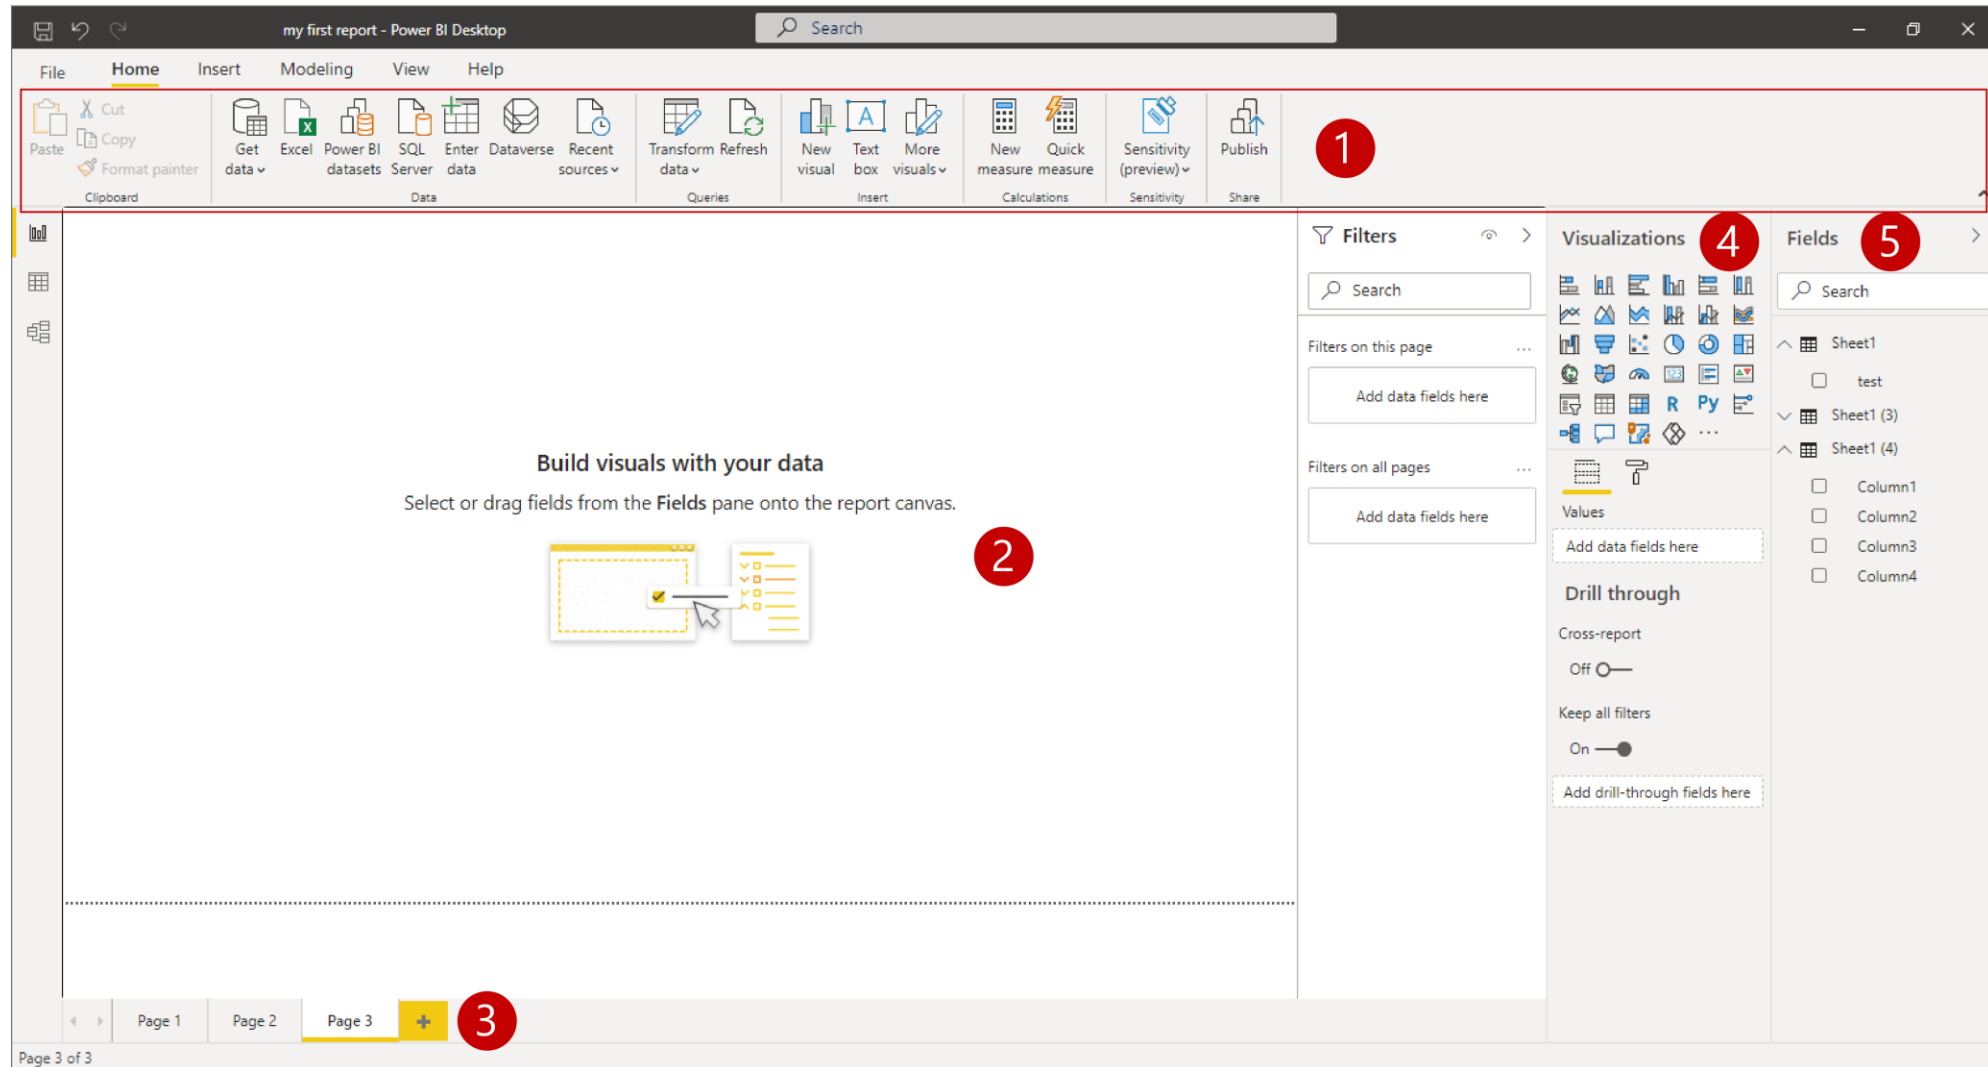 my first report - Power BI Desktop
Search
File Home Insert Modeling View Help
Paste
Cut
Copy
Format painter
Clipboard
Get data
Excel
Power BI datasets
SQL Server
Enter data
Dataverse
Recent sources
Data
Transform data
Refresh
Queries
New visual
Text box
More visuals
Insert
New measure
Quick measure
Calculations
Sensitivity (preview)
Sensitivity
Publish
Share
1
Build visuals with your data
Select or drag fields from the Fields pane onto the report canvas.
2
Filters
Search
Filters on this page ...
Add data fields here
Filters on all pages ...
Add data fields here
Visualizations 4
123
R Py
...
Values
Add data fields here
Drill through
Cross-report
Off
Keep all filters
On
Add drill-through fields here
Fields 5
Search
Sheet1
test
Sheet1 (3)
Sheet1 (4)
Column1
Column2
Column3
Column4
Page 1 Page 2 Page 3 + 3
Page 3 of 3